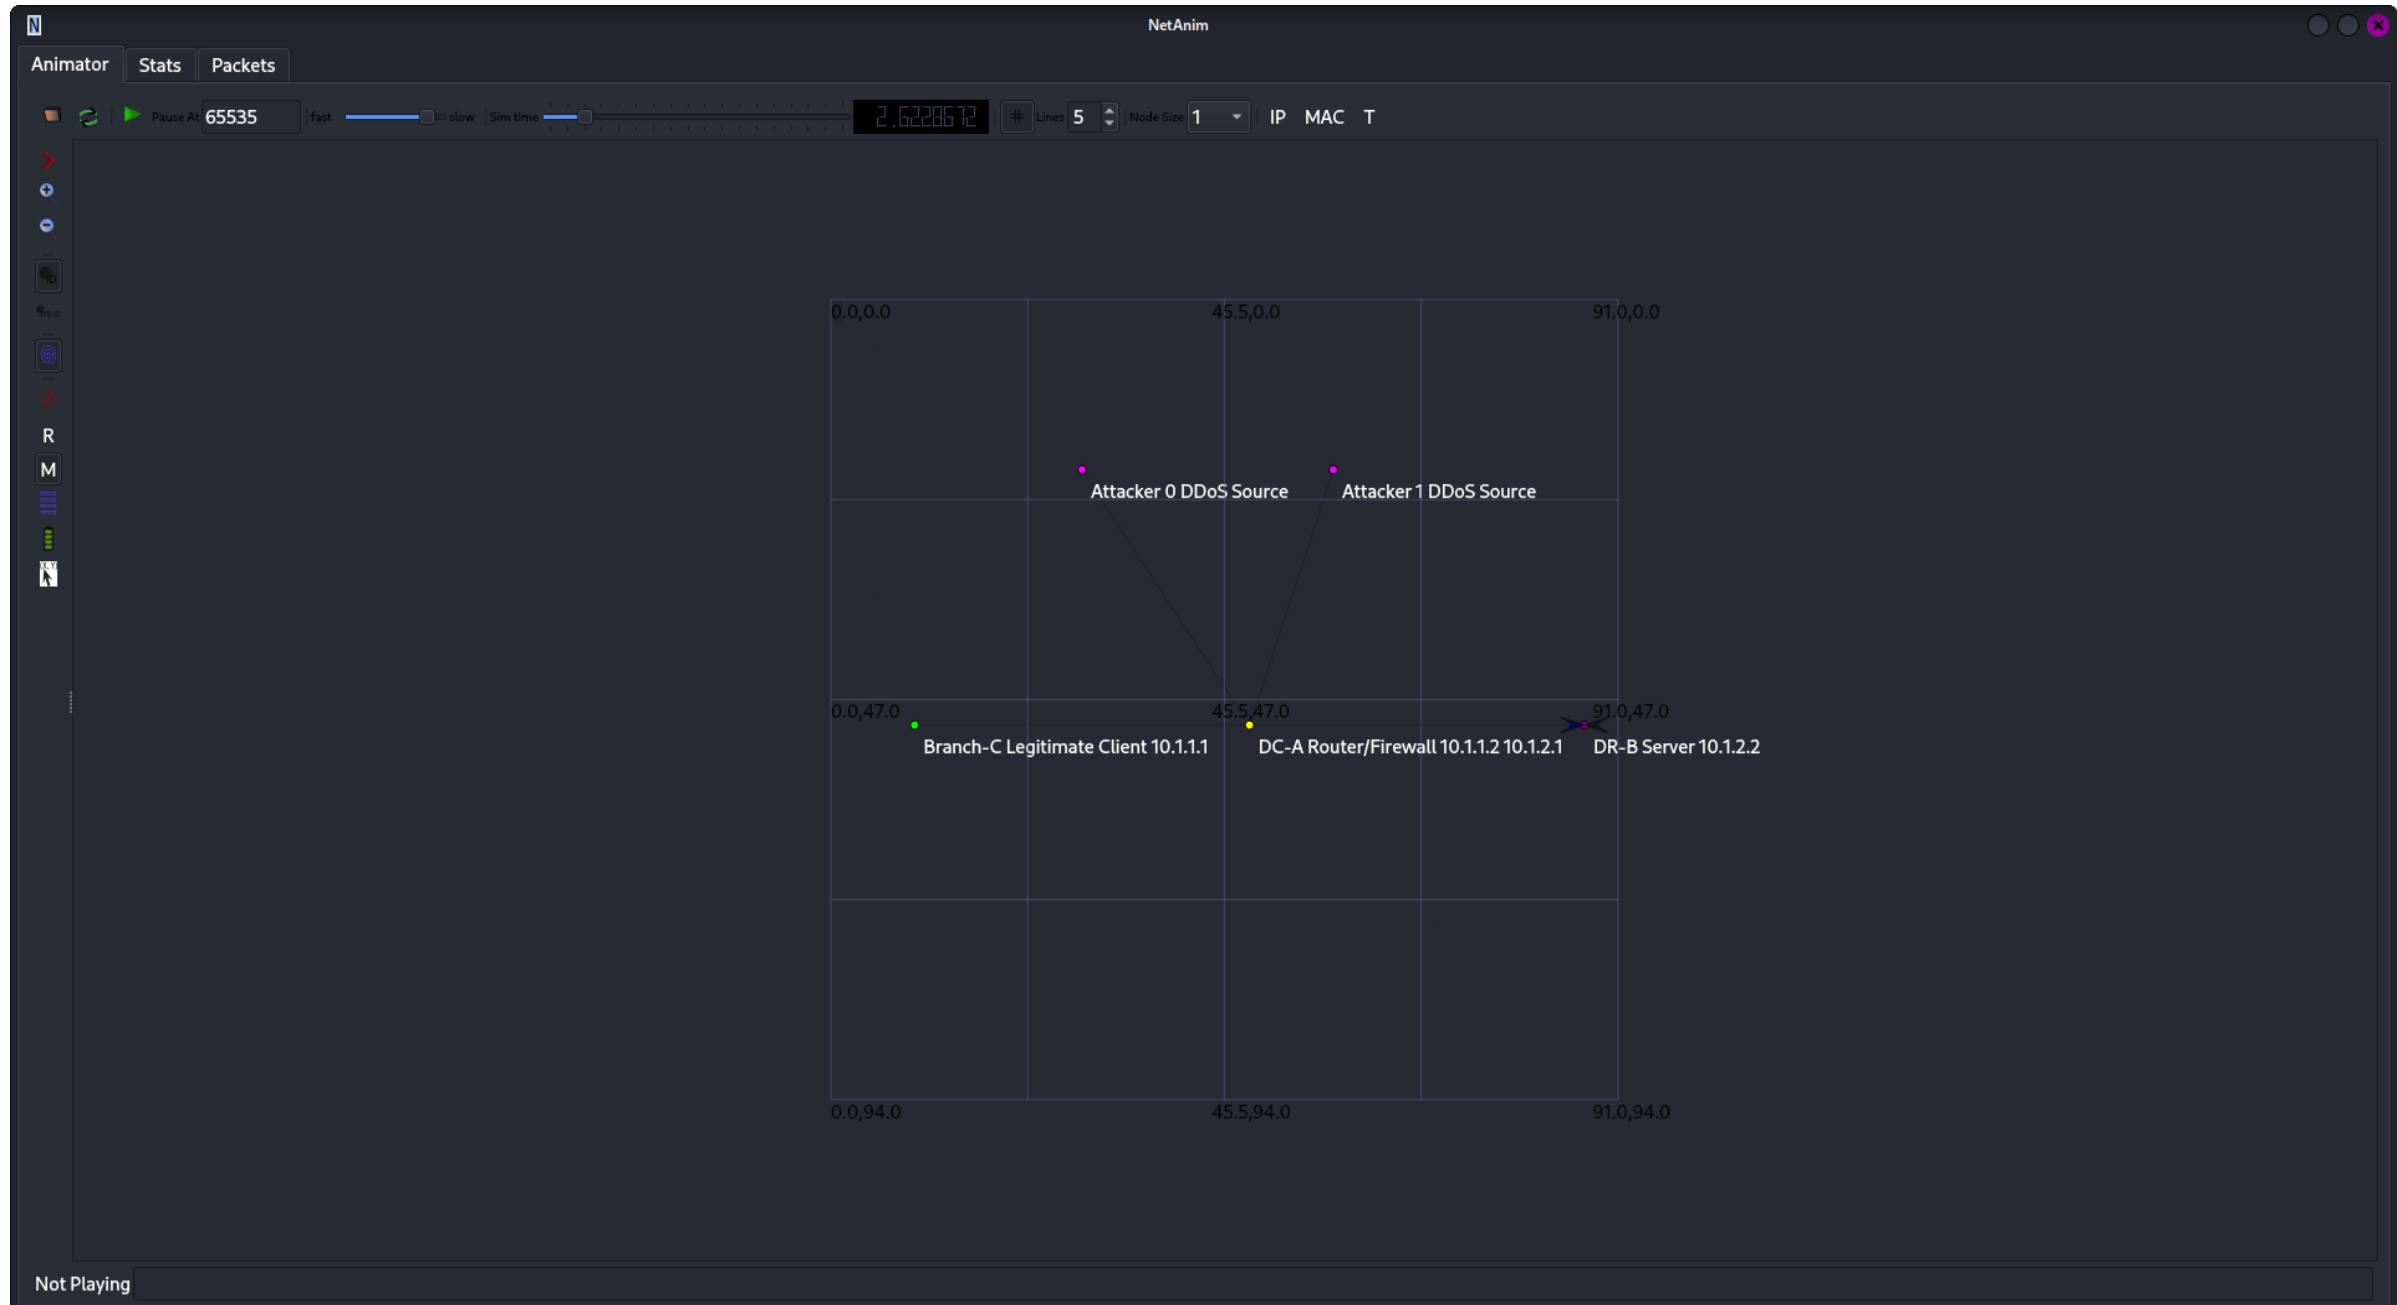 NetAnim
Animator Stats Packets
Pause At 65535 fast slow Sim time 2.6228672 # Lines 5 Node Size 1 IP MAC T
0.0,0.0 45.5,0.0 91.0,0.0
Attacker 0 DDoS Source Attacker 1 DDoS Source
R
M
0.0,47.0 45.5,47.0 91.0,47.0
Branch-C Legitimate Client 10.1.1.1 DC-A Router/Firewall 10.1.1.2 10.1.2.1 DR-B Server 10.1.2.2
0.0,94.0 45.5,94.0 91.0,94.0
Not Playing